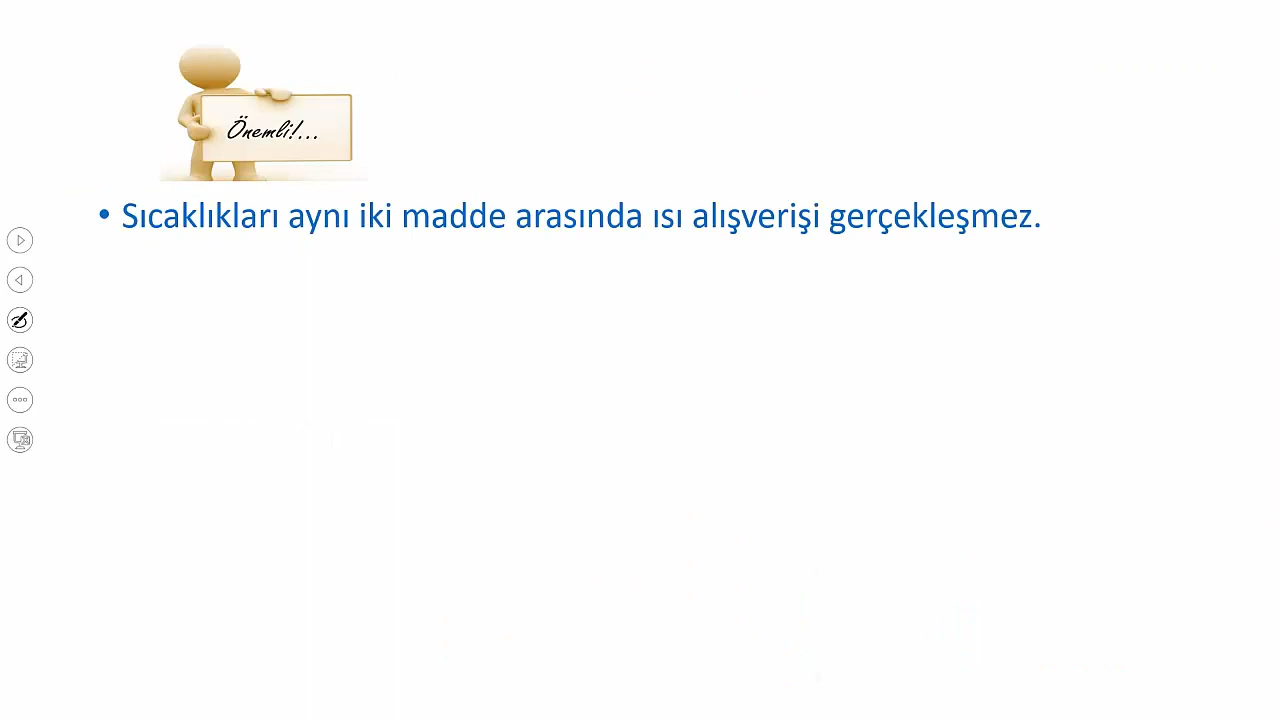 Önemli!...
• Sıcaklıkları aynı iki madde arasında ısı alışverişi gerçekleşmez.